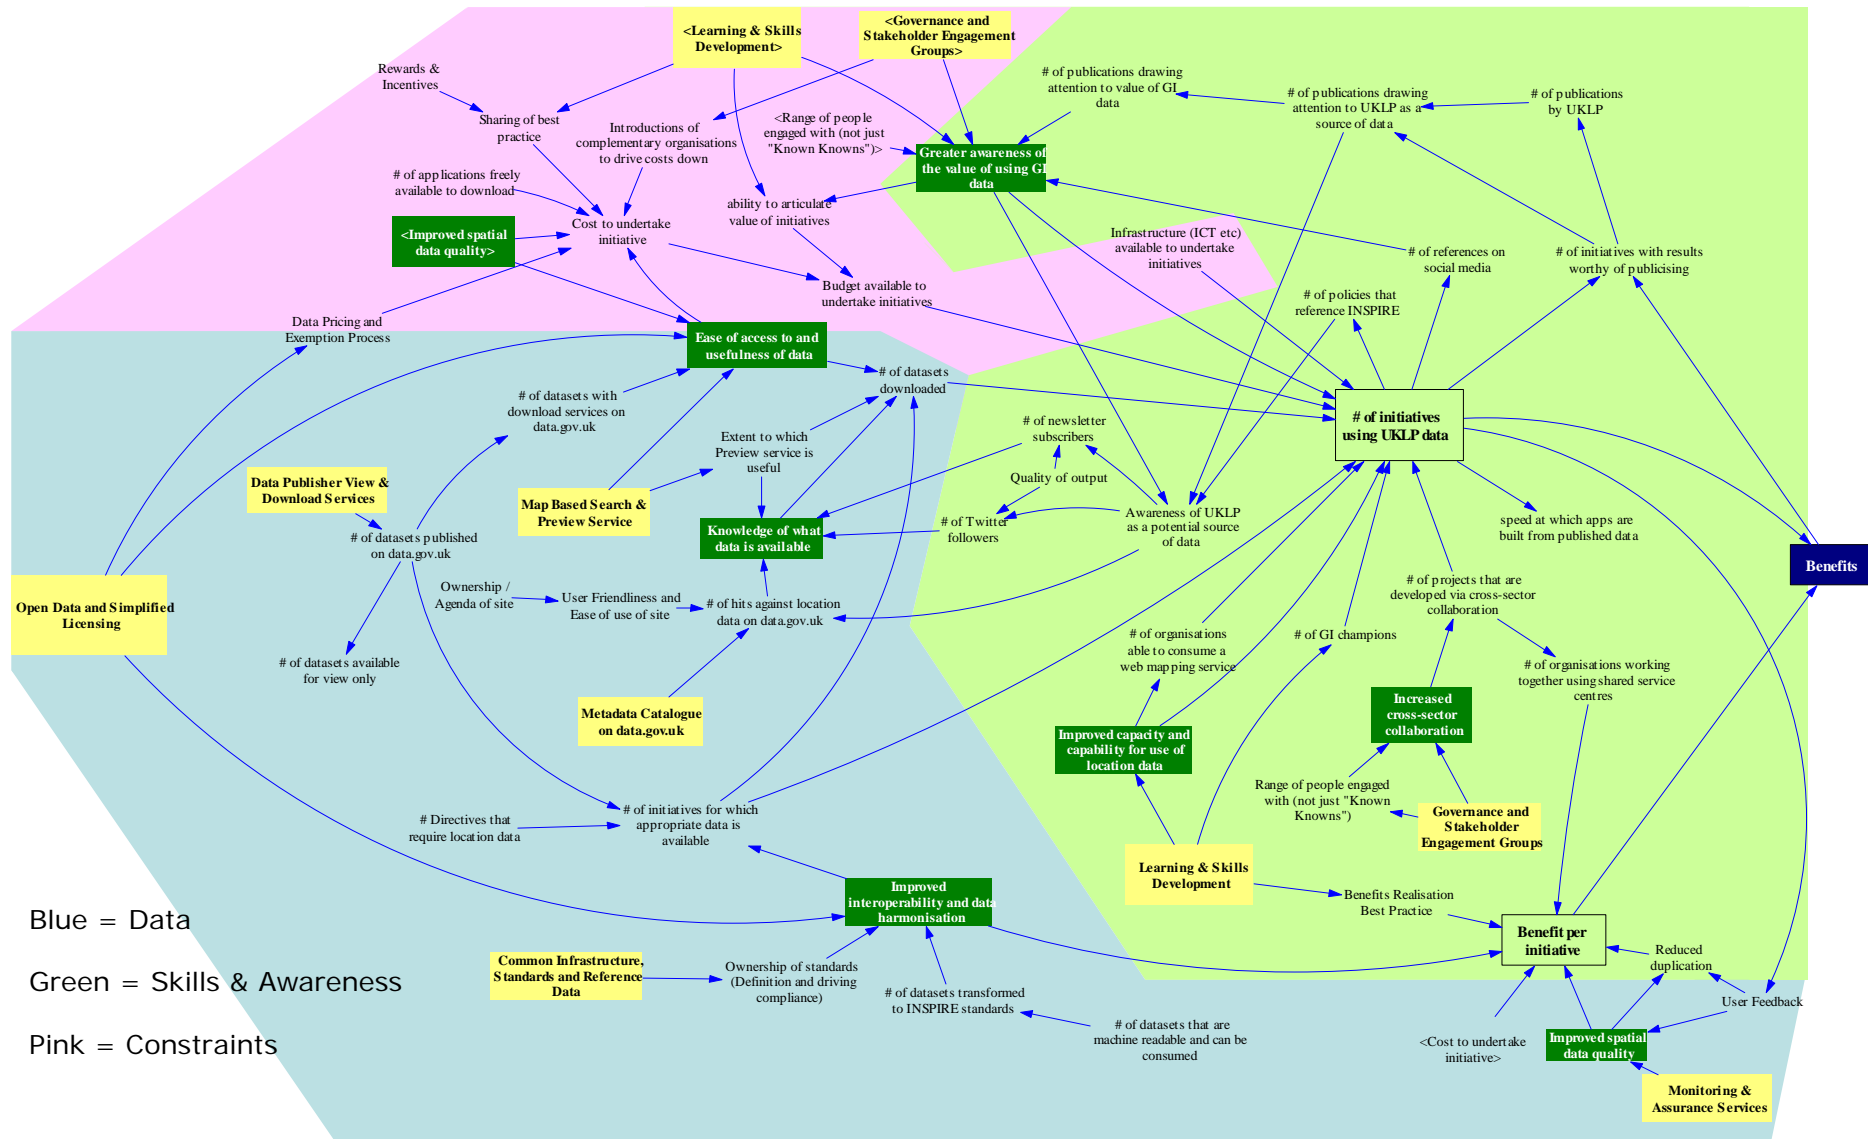 <Learning & Skills
Development>
<Governance and
Stakeholder Engagement
Groups>
Rewards &
Incentives
# of publications drawing
attention to value of GI
data
# of publications drawing
attention to UKLP as a
source of data
# of publications
by UKLP
Sharing of best
practice
Introductions of
complementary organisations
to drive costs down
<Range of people
engaged with (not just
"Known Knowns")>
Greater awareness of
the value of using GI
data
# of applications freely
available to download
ability to articulate
value of initiatives
<Improved spatial
data quality>
Cost to undertake
initiative
Infrastructure (ICT etc)
available to undertake
initiatives
# of references on
social media
# of initiatives with results
worthy of publicising
Budget available to
undertake initiatives
# of policies that
reference INSPIRE
Data Pricing and
Exemption Process
Ease of access to and
usefulness of data
# of datasets
downloaded
# of datasets with
download services on
data.gov.uk
# of initiatives
using UKLP data
Extent to which
Preview service is
useful
# of newsletter
subscribers
Quality of output
Data Publisher View &
Download Services
Map Based Search &
Preview Service
Knowledge of what
data is available
# of Twitter
followers
Awareness of UKLP
as a potential source
of data
speed at which apps are
built from published data
# of datasets published
on data.gov.uk
Benefits
Open Data and Simplified
Licensing
Ownership /
Agenda of site
User Friendliness and
Ease of use of site
# of hits against location
data on data.gov.uk
# of projects that are
developed via cross-sector
collaboration
# of organisations
able to consume a
web mapping service
# of GI champions
# of datasets available
for view only
# of organisations working
together using shared service
centres
Metadata Catalogue
on data.gov.uk
Increased
cross-sector
collaboration
Improved capacity and
capability for use of
location data
Range of people engaged
with (not just "Known
Knowns")
Governance and
Stakeholder
Engagement Groups
# Directives that
require location data
# of initiatives for which
appropriate data is
available
Learning & Skills
Development
Benefits Realisation
Best Practice
Improved
interoperability and data
harmonisation
Benefit per
initiative
Reduced
duplication
Blue = Data
Green = Skills & Awareness
Pink = Constraints
Common Infrastructure,
Standards and Reference
Data
Ownership of standards
(Definition and driving
compliance)
# of datasets transformed
to INSPIRE standards
# of datasets that are
machine readable and can be
consumed
User Feedback
<Cost to undertake
initiative>
Improved spatial
data quality
Monitoring &
Assurance Services